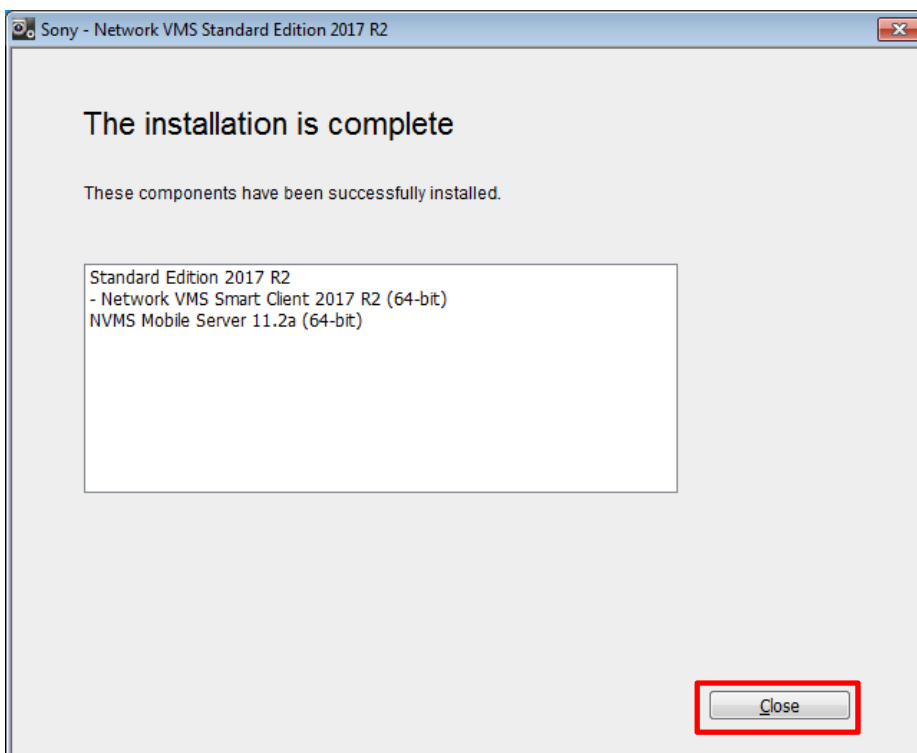 Sony - Network VMS Standard Edition 2017 R2
The installation is complete
These components have been successfully installed.
Standard Edition 2017 R2
- Network VMS Smart Client 2017 R2 (64-bit)
NVMS Mobile Server 11.2a (64-bit)
Close